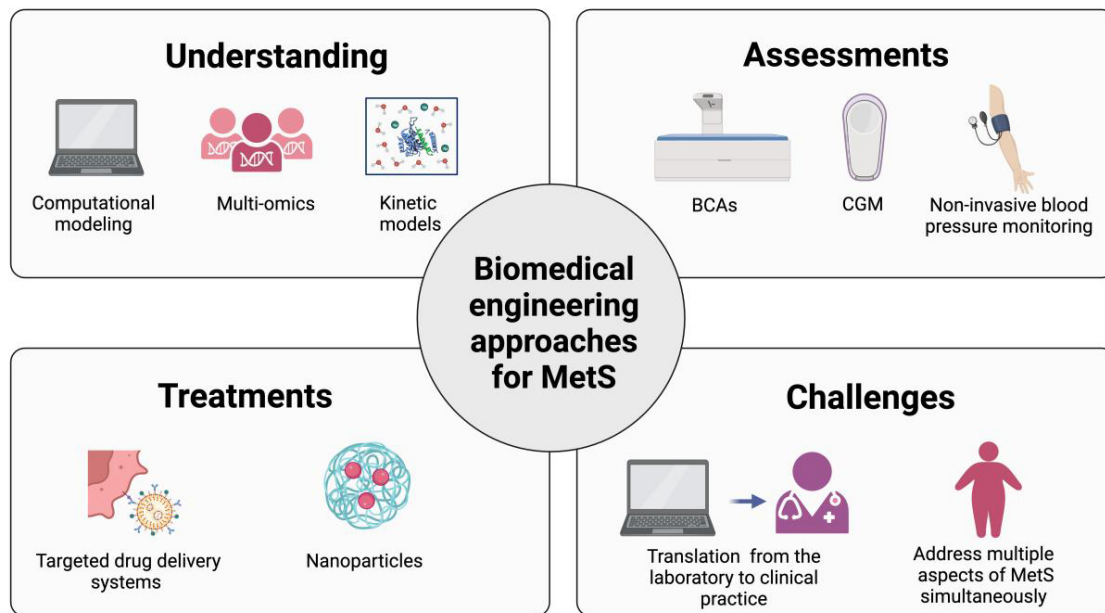 Understanding
Computational
modeling
Multi-omics
Kinetic
models
Assessments
BCAs
CGM
Non-invasive blood
pressure monitoring
Biomedical
engineering
approaches
for MetS
Treatments
Targeted drug delivery
systems
Nanoparticles
Challenges
Translation from the
laboratory to clinical
practice
Address multiple
aspects of MetS
simultaneously